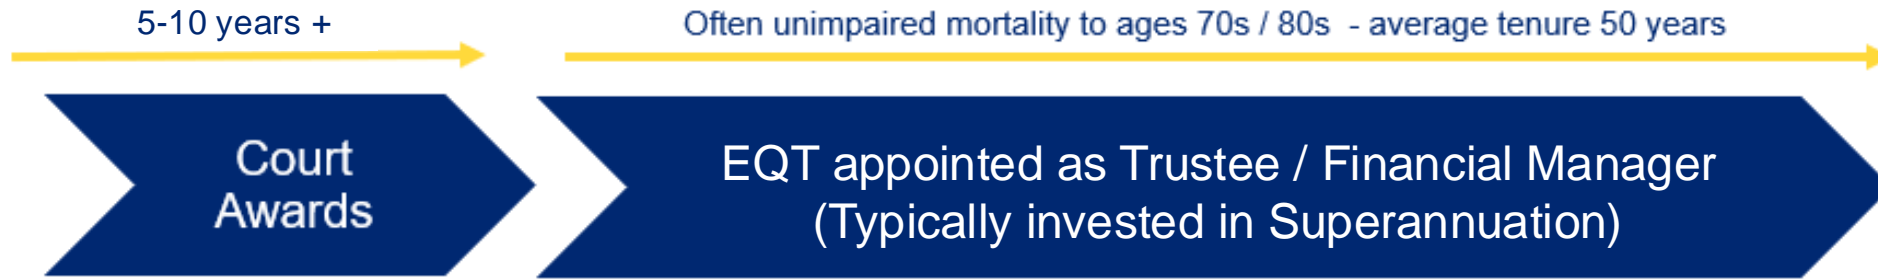 5-10 years +
Often unimpaired mortality to ages 70s / 80s - average tenure 50 years
Court
Awards
EQT appointed as Trustee / Financial Manager
(Typically invested in Superannuation)